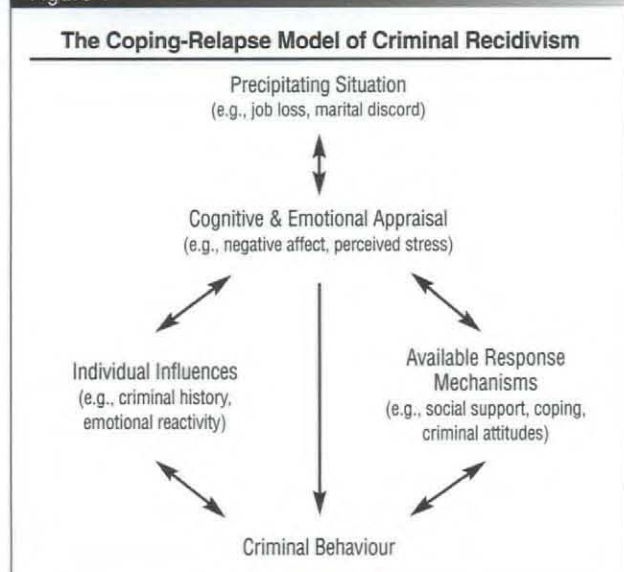 The Coping-Relapse Model of Criminal Recidivism
Precipitating Situation
(e.g., job loss, marital discord)
Cognitive & Emotional Appraisal
(e.g., negative affect, perceived stress)
Individual Influences
(e.g., criminal history,
emotional reactivity)
Available Response
Mechanisms
(e.g., social support, coping,
criminal attitudes)
Criminal Behaviour